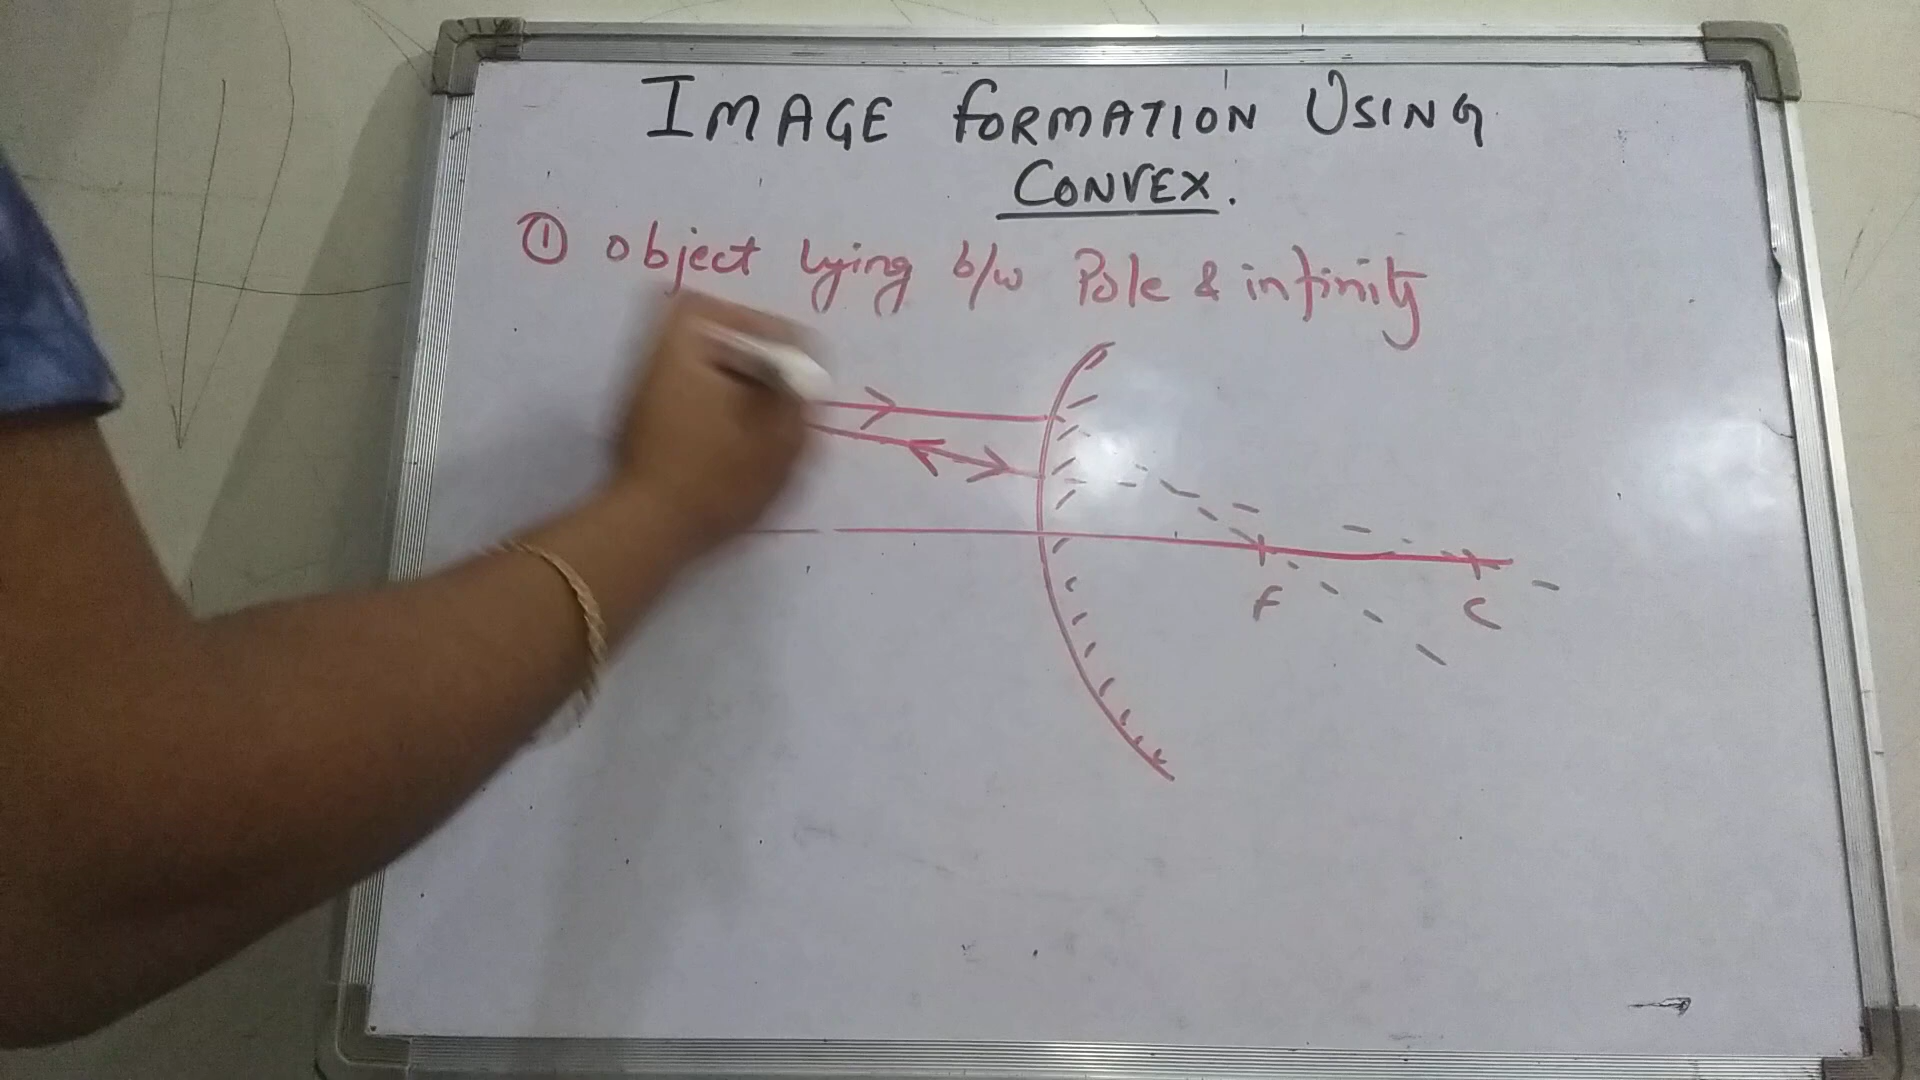 IMAGE FORMATION USING
CONVEX.
① object lying b/w Pole & infinity
F
C